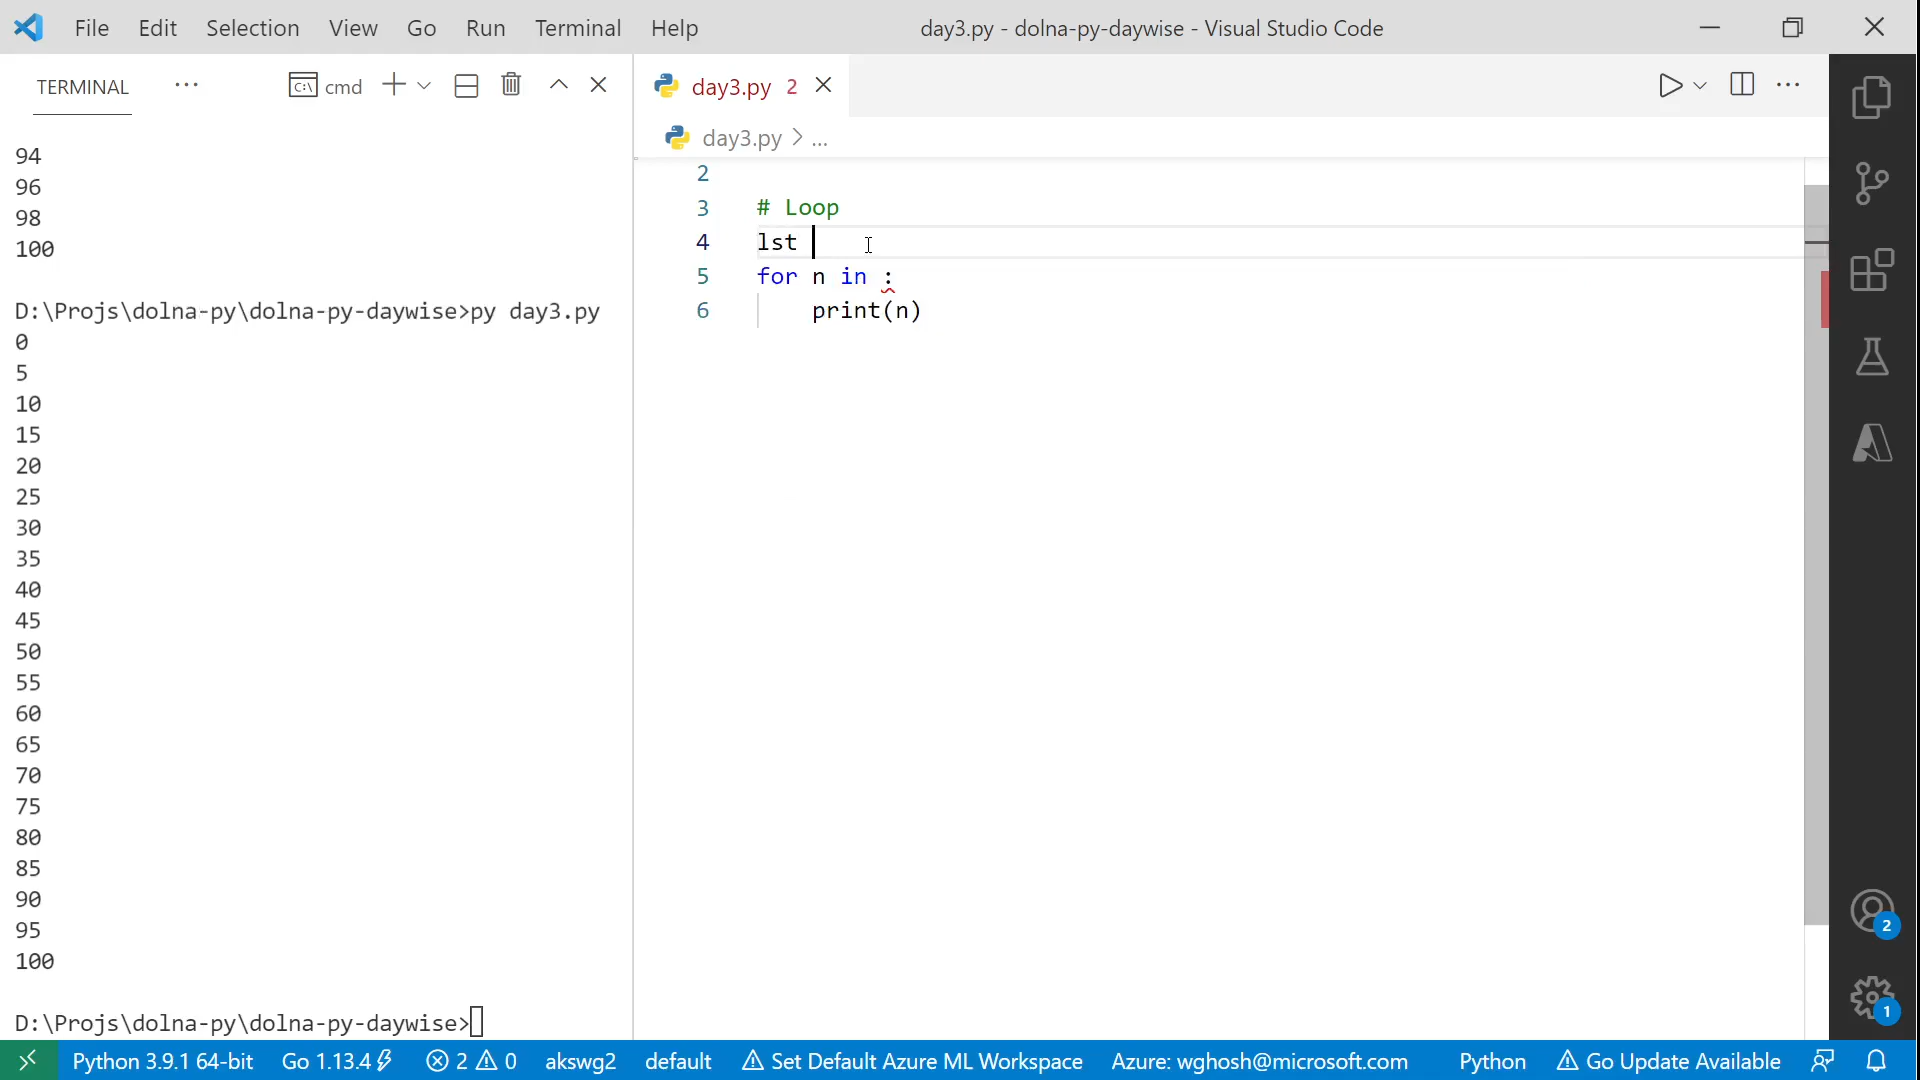 File Edit Selection View Go Run Terminal Help
day3.py - dolna-py-daywise - Visual Studio Code
TERMINAL ... cmd
94
96
98
100
D:\Projs\dolna-py\dolna-py-daywise>py day3.py
0
5
10
15
20
25
30
35
40
45
50
55
60
65
70
75
80
85
90
95
100
D:\Projs\dolna-py\dolna-py-daywise>
day3.py 2
day3.py > ...
2
3 # Loop
4 lst
5 for n in :
6 print(n)
2
1
Python 3.9.1 64-bit Go 1.13.4 2 0 akswg2 default Set Default Azure ML Workspace Azure: wghosh@microsoft.com Python Go Update Available